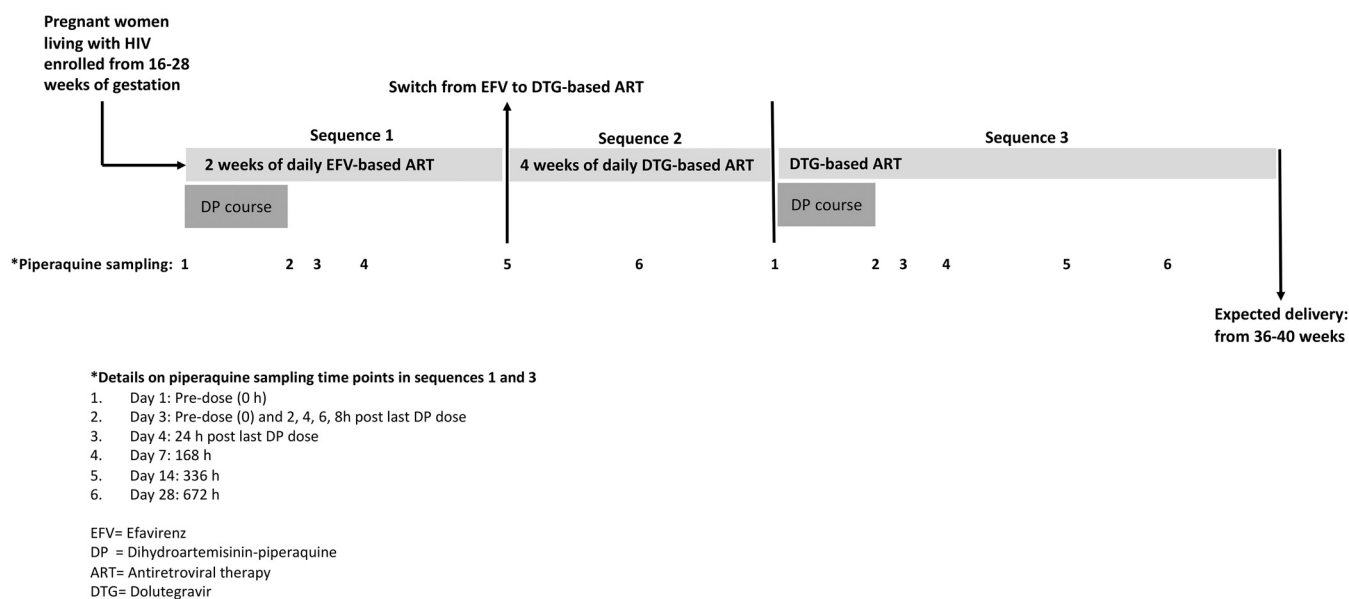 Pregnant women
living with HIV
enrolled from 16-28
weeks of gestation
Switch from EFV to DTG-based ART
Sequence 1
Sequence 2
Sequence 3
2 weeks of daily EFV-based ART
4 weeks of daily DTG-based ART
DTG-based ART
DP course
DP course
*Piperaquine sampling: 1 2 3 4 5 6 1 2 3 4 5 6
Expected delivery:
from 36-40 weeks
*Details on piperaquine sampling time points in sequences 1 and 3
1. Day 1: Pre-dose (0 h)
2. Day 3: Pre-dose (0) and 2, 4, 6, 8h post last DP dose
3. Day 4: 24 h post last DP dose
4. Day 7: 168 h
5. Day 14: 336 h
6. Day 28: 672 h
EFV= Efavirenz
DP = Dihydroartemisinin-piperaquine
ART= Antiretroviral therapy
DTG= Dolutegravir